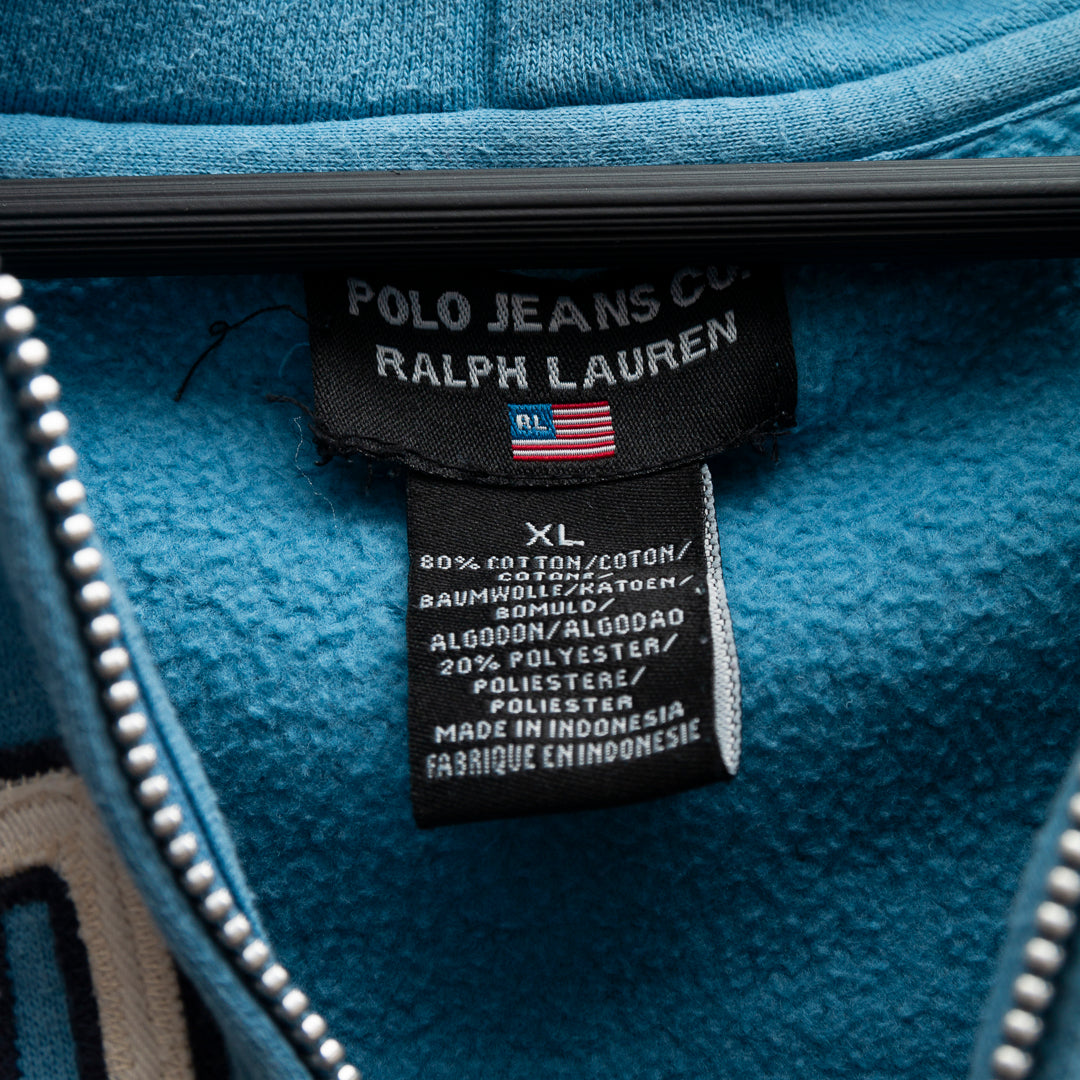 POLO JEANS CO.
RALPH LAUREN
RL
XL
80% COTTON/COTON/
COTONE/
BAUMWOLLE/KATOEN/
BOMULD/
ALGODON/ALGODAO
20% POLYESTER/
POLIESTERE/
POLIESTER
MADE IN INDONESIA
FABRIQUE EN INDONESIE